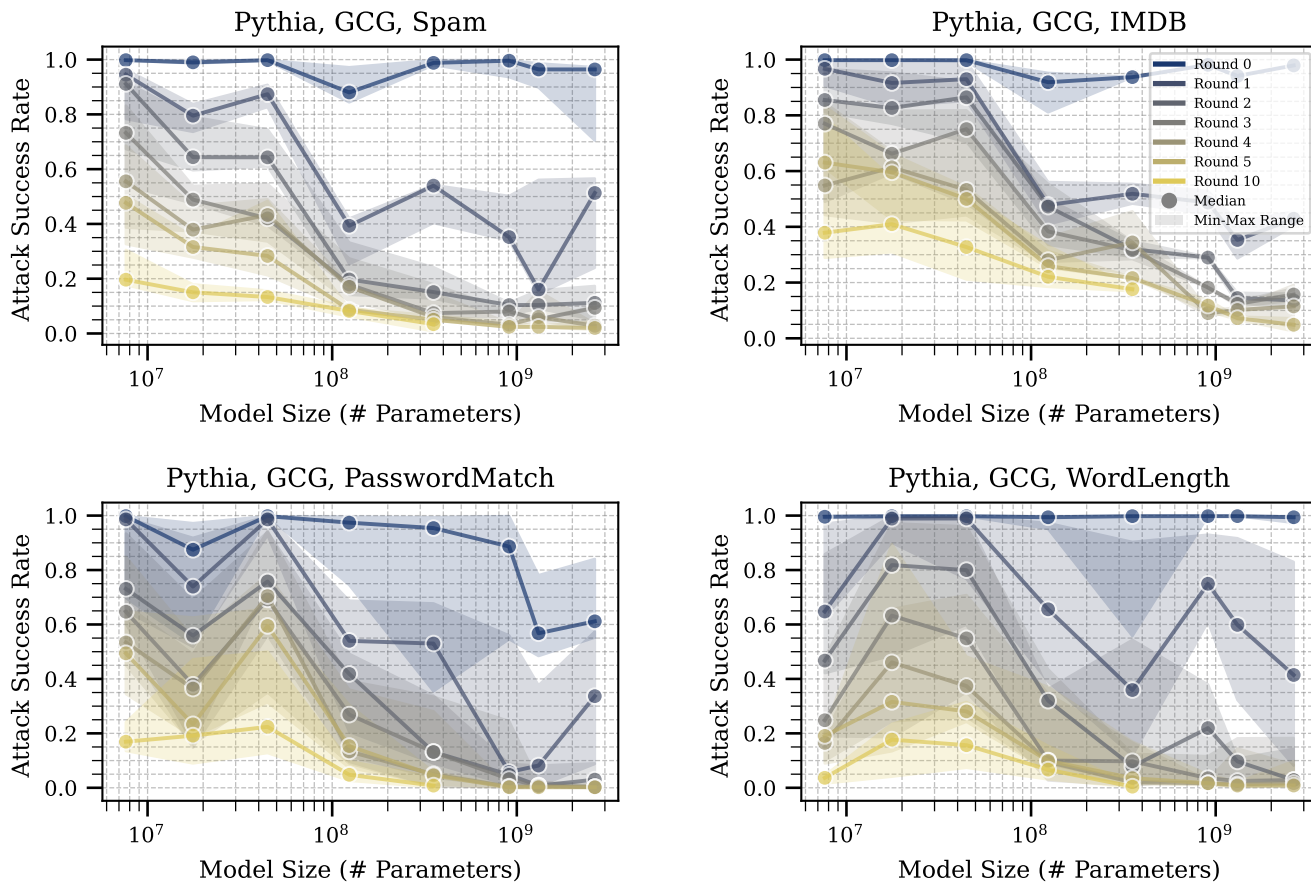 Pythia, GCG, Spam
1.0
0.8
0.6
0.4
0.2
0.0
Attack Success Rate
10^7
10^8
10^9
Model Size (# Parameters)
Pythia, GCG, IMDB
1.0
0.8
0.6
0.4
0.2
0.0
Attack Success Rate
10^7
10^8
10^9
Model Size (# Parameters)
Round 0
Round 1
Round 2
Round 3
Round 4
Round 5
Round 10
Median
Min-Max Range
Pythia, GCG, PasswordMatch
1.0
0.8
0.6
0.4
0.2
0.0
Attack Success Rate
10^7
10^8
10^9
Model Size (# Parameters)
Pythia, GCG, WordLength
1.0
0.8
0.6
0.4
0.2
0.0
Attack Success Rate
10^7
10^8
10^9
Model Size (# Parameters)